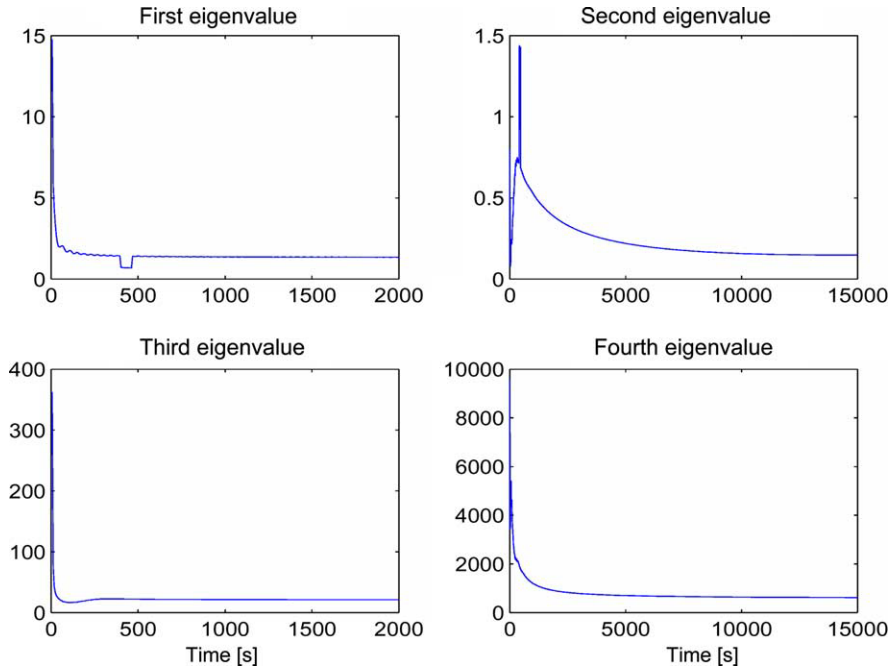 First eigenvalue
15
10
5
0
0 500 1000 1500 2000
Second eigenvalue
1.5
1
0.5
0
0 5000 10000 15000
Third eigenvalue
400
300
200
100
0
0 500 1000 1500 2000
Time [s]
Fourth eigenvalue
10000
8000
6000
4000
2000
0
0 5000 10000 15000
Time [s]